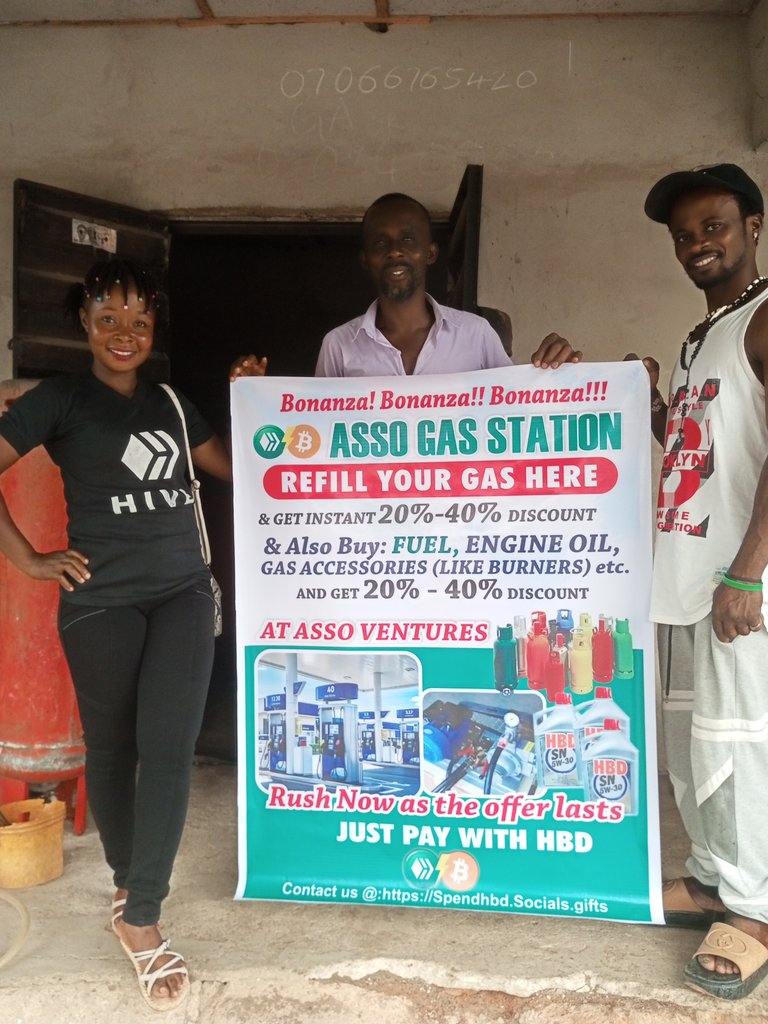 07066765420
GA
HIVE
Bonanza! Bonanza!! Bonanza!!!
ASSO GAS STATION
REFILL YOUR GAS HERE
& GET INSTANT 20%-40% DISCOUNT
& Also Buy: FUEL, ENGINE OIL,
GAS ACCESSORIES (LIKE BURNERS) etc.
AND GET 20% - 40% DISCOUNT
AT ASSO VENTURES
40
HBD
SN
5W-30
HBD
SN
5W-30
Rush Now as the offer lasts
JUST PAY WITH HBD
Contact us @:https://Spendhbd.Socials.gifts